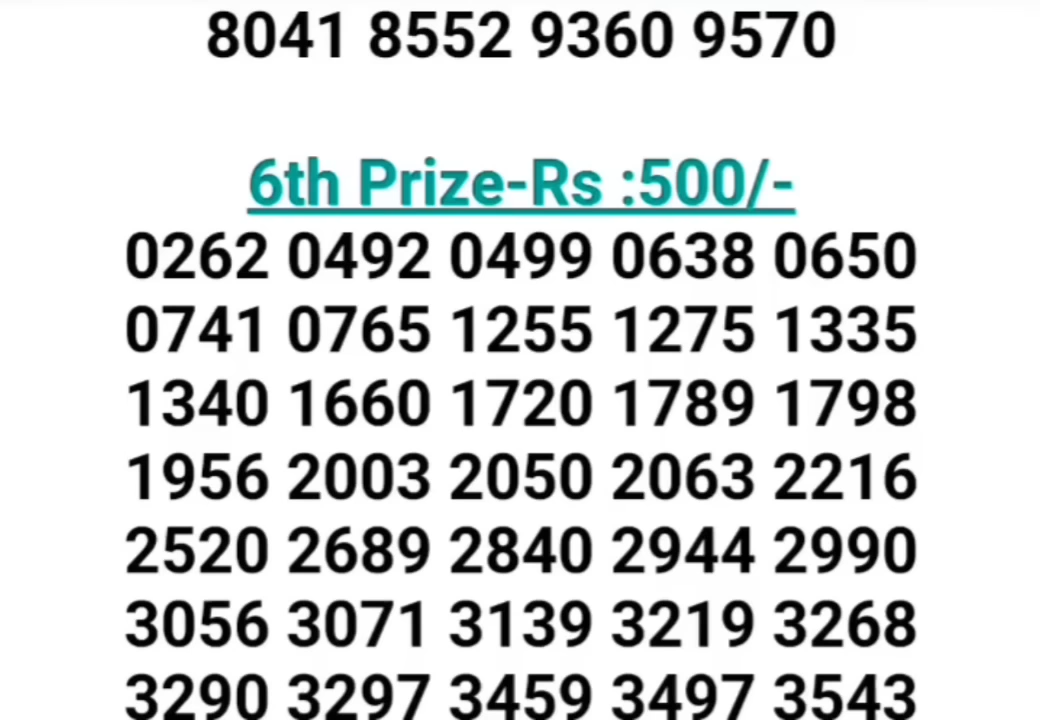 8041 8552 9360 9570
6th Prize-Rs :500/-
0262 0492 0499 0638 0650
0741 0765 1255 1275 1335
1340 1660 1720 1789 1798
1956 2003 2050 2063 2216
2520 2689 2840 2944 2990
3056 3071 3139 3219 3268
3290 3297 3459 3497 3543